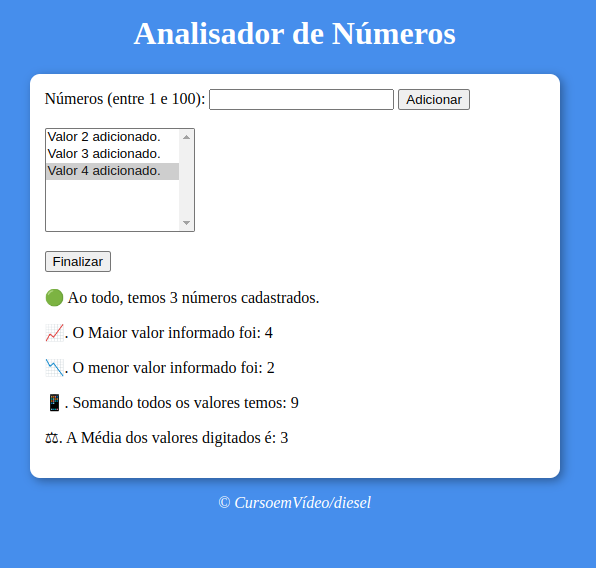 Analisador de Números
Números (entre 1 e 100): Adicionar
Valor 2 adicionado.
Valor 3 adicionado.
Valor 4 adicionado.
Finalizar
🟢 Ao todo, temos 3 números cadastrados.
📈. O Maior valor informado foi: 4
📉. O menor valor informado foi: 2
📱. Somando todos os valores temos: 9
⚖. A Média dos valores digitados é: 3
© CursoemVídeo/diesel